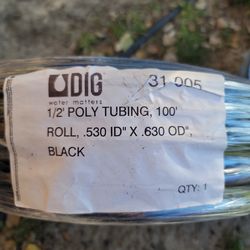 DIG 31 005
water matters
1/2' POLY TUBING, 100'
ROLL, .530 ID" X .630 OD",
BLACK
QTY: 1